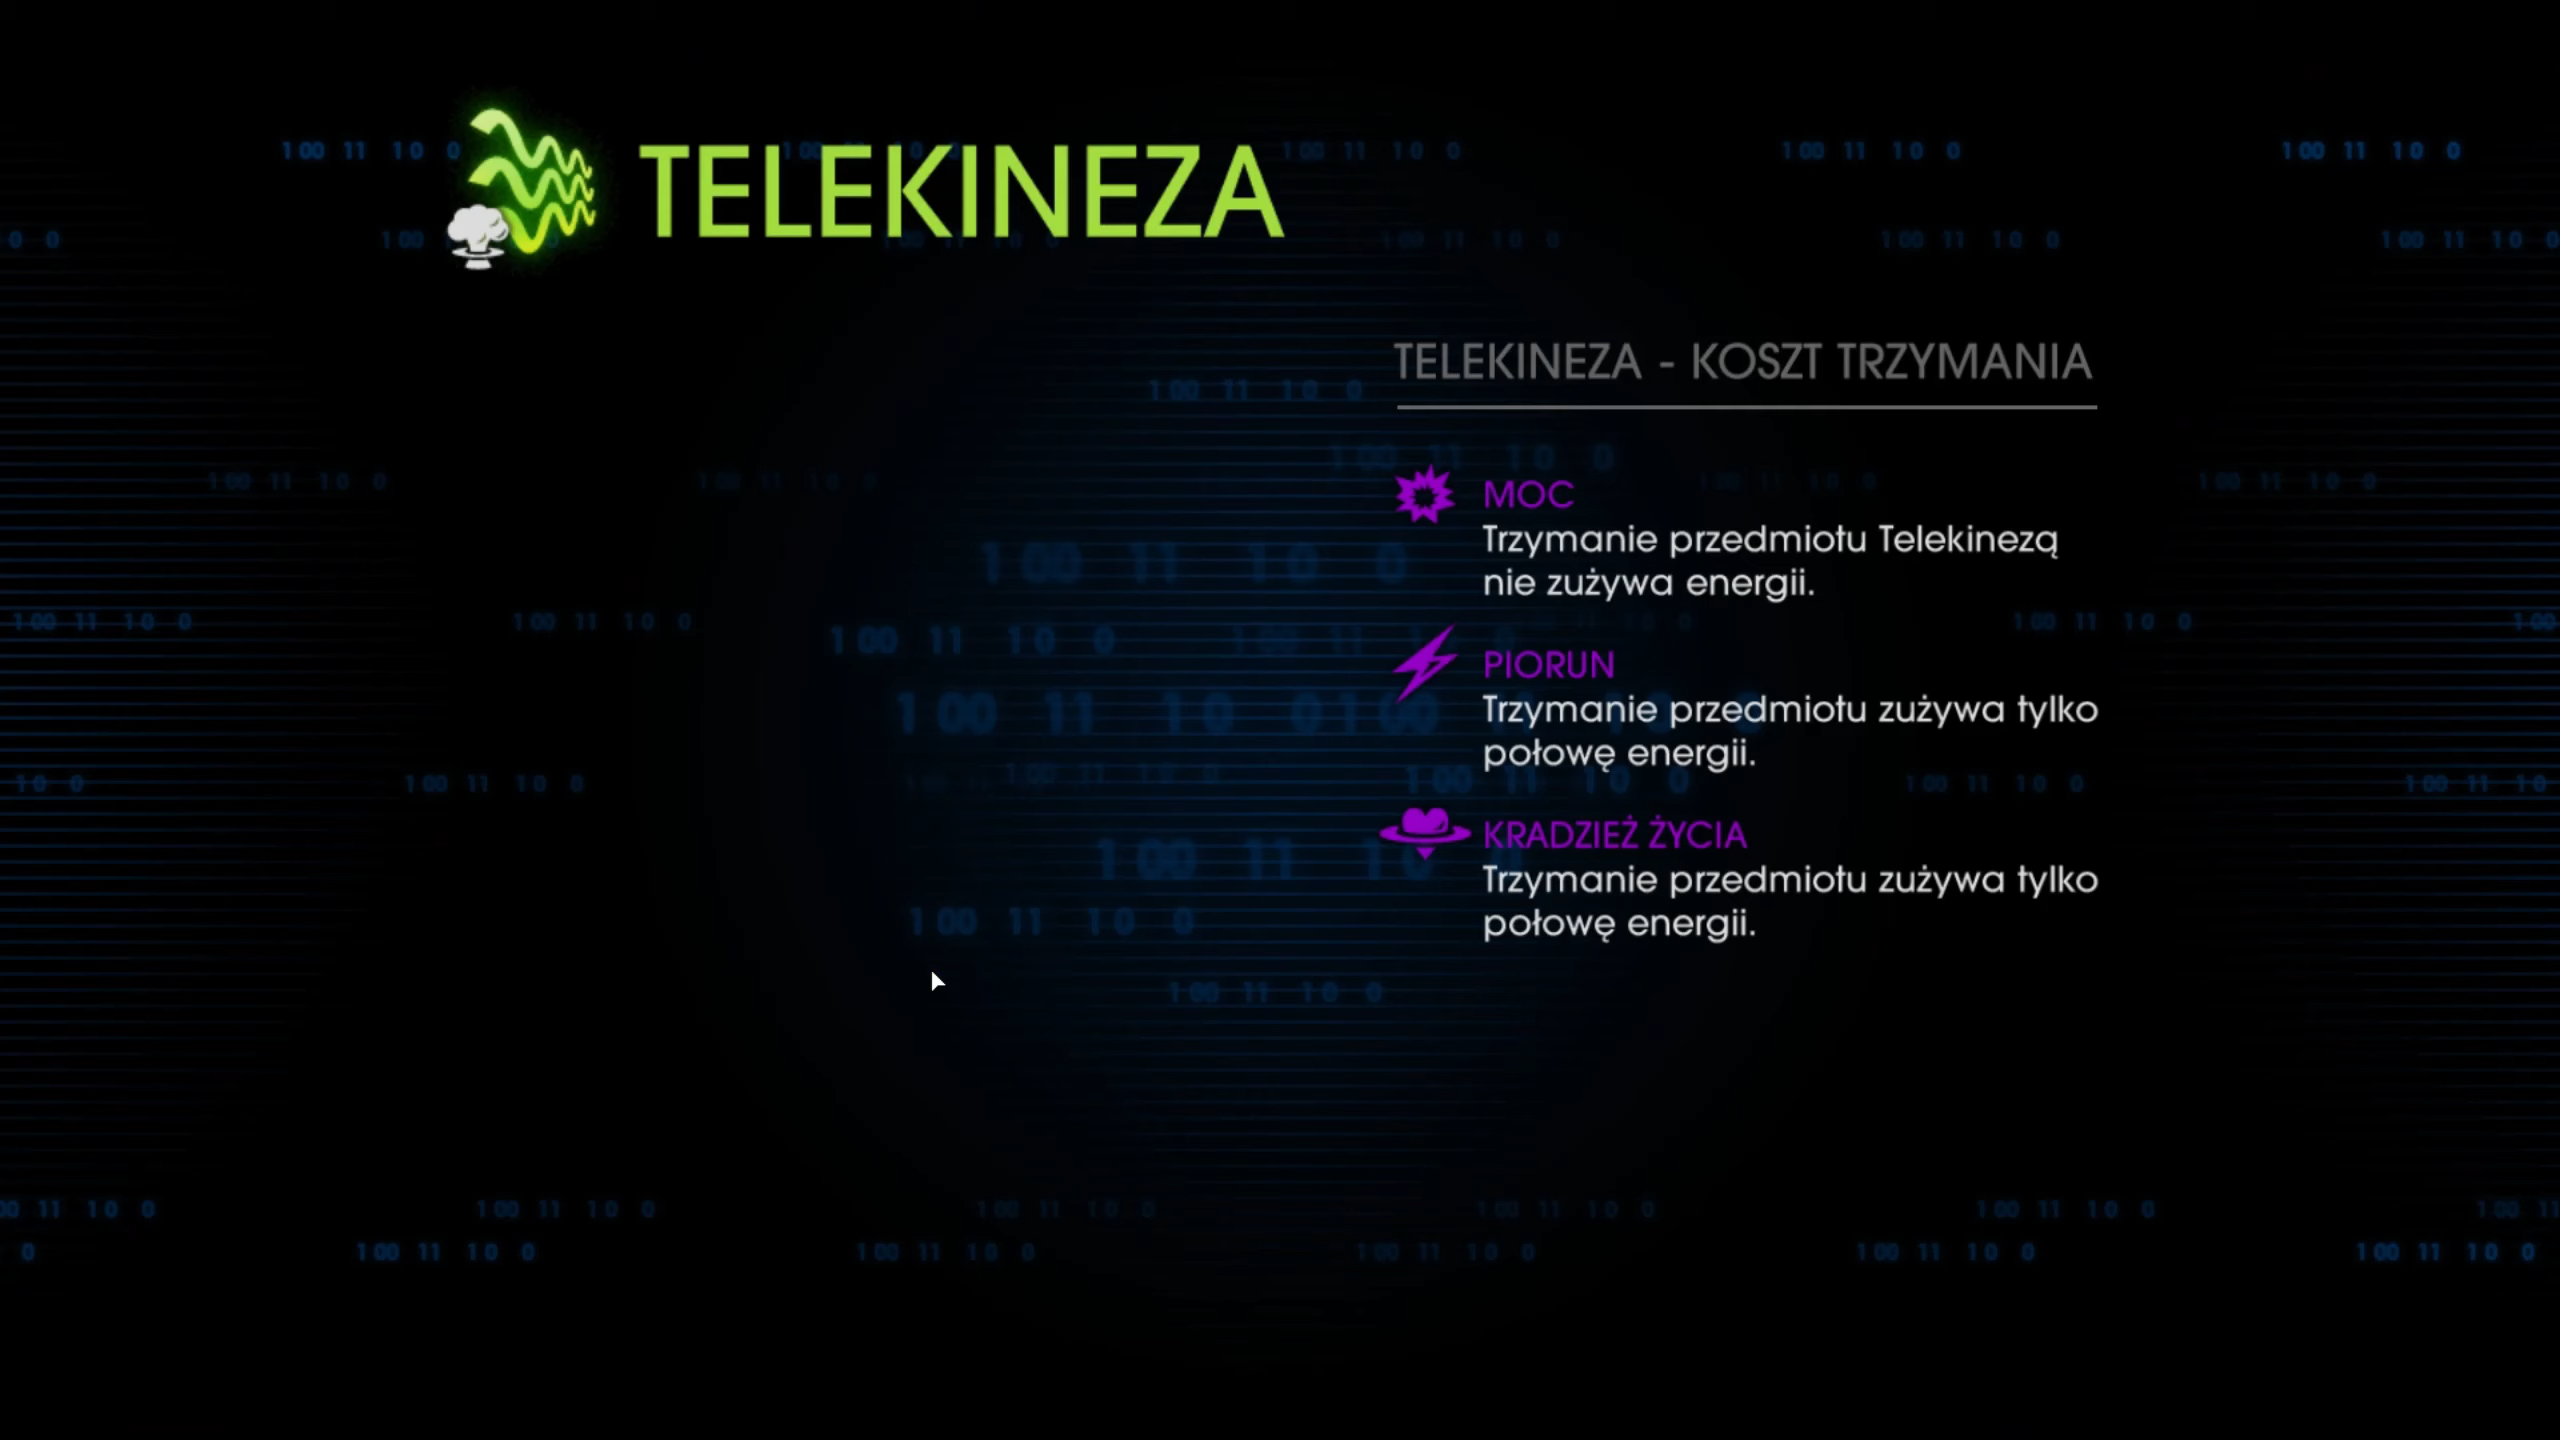 TELEKINEZA
TELEKINEZA - KOSZT TRZYMANIA
MOC
Trzymanie przedmiotu Telekinezą
nie zużywa energii.
PIORUN
Trzymanie przedmiotu zużywa tylko
połowę energii.
KRADZIEŻ ŻYCIA
Trzymanie przedmiotu zużywa tylko
połowę energii.